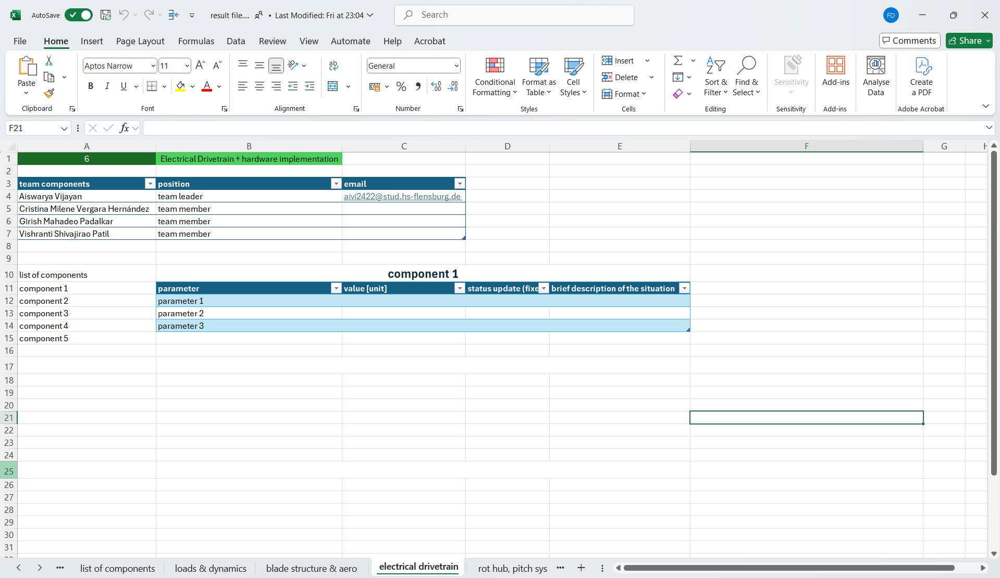 AutoSave result file.... • Last Modified: Fri at 23:04 Search FD
File Home Insert Page Layout Formulas Data Review View Automate Help Acrobat Comments Share
Paste
Clipboard
Aptos Narrow 11
B I U
Font
ab
Alignment
General
Number
Conditional Formatting
Format as Table
Cell Styles
Styles
Insert
Delete
Format
Cells
Sort & Filter
Find & Select
Editing
Sensitivity
Sensitivity
Add-ins
Add-ins
Analyse Data
Create a PDF
Adobe Acrobat
F21 fx
A B C D E F G H
1 6 Electrical Drivetrain + hardware implementation
2
3 team components position email
4 Aiswarya Vijayan team leader aivi2422@stud.hs-flensburg.de
5 Cristina Milene Vergara Hernández team member
6 Girish Mahadeo Padalkar team member
7 Vishranti Shivajirao Patil team member
8
9
10 list of components component 1
11 component 1 parameter value [unit] status update (fixe brief description of the situation
12 component 2 parameter 1
13 component 3 parameter 2
14 component 4 parameter 3
15 component 5
16
17
18
19
20
21
22
23
24
25
26
27
28
29
30
31
list of components loads & dynamics blade structure & aero electrical drivetrain rot hub, pitch sys